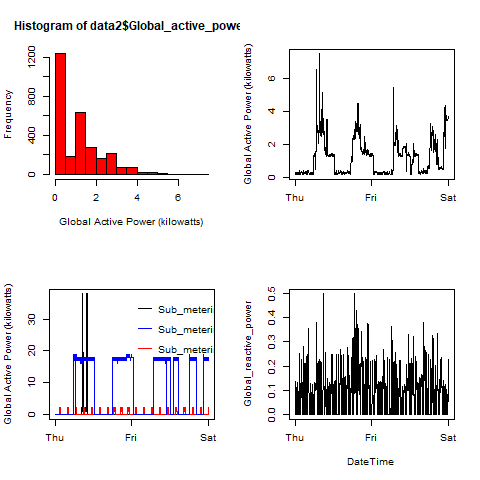 Histogram of data2$Global_active_powe
Frequency
0 400 800 1200
0 2 4 6
Global Active Power (kilowatts)
Global Active Power (kilowatts)
0 2 4 6
Thu Fri Sat
Global Active Power (kilowatts)
0 10 20 30
Sub_meteri
Sub_meteri
Sub_meteri
Thu Fri Sat
Global_reactive_power
0.0 0.1 0.2 0.3 0.4 0.5
Thu Fri Sat
DateTime